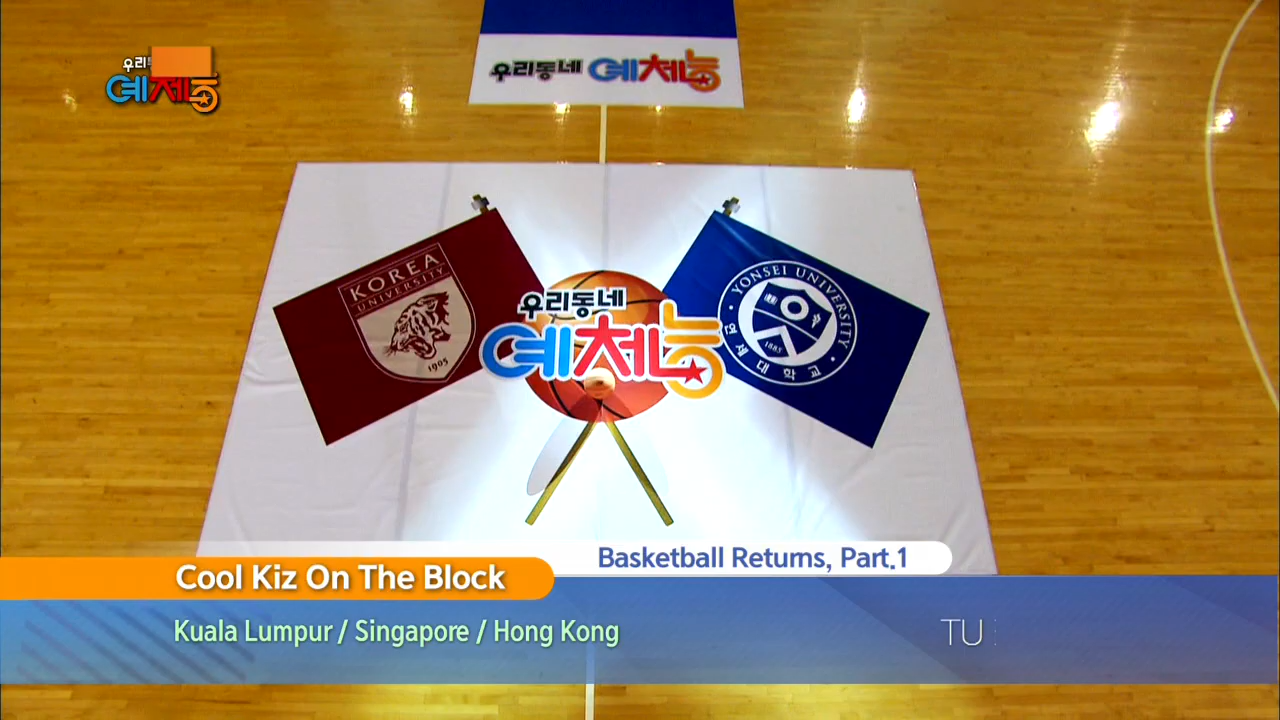 우리
예체능
우리동네 예체능
KOREA
UNIVERSITY
1905
우리동네
예체능
YONSEI UNIVERSITY
1885
연세대학교
Basketball Returns, Part.1
Cool Kiz On The Block
Kuala Lumpur / Singapore / Hong Kong
TU